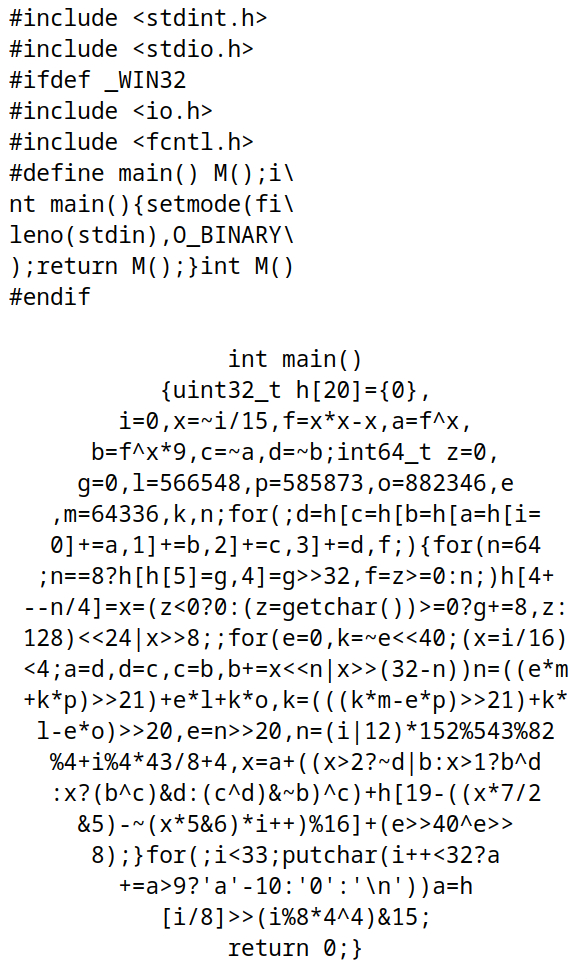 #include <stdint.h>
#include <stdio.h>
#ifdef _WIN32
#include <io.h>
#include <fcntl.h>
#define main() M();i\
nt main(){setmode(fi\
leno(stdin),O_BINARY\
);return M();}int M()
#endif
int main()
{uint32_t h[20]={0},
i=0,x=~i/15,f=x*x-x,a=f^x,
b=f^x*9,c=~a,d=~b;int64_t z=0,
g=0,l=566548,p=585873,o=882346,e
,m=64336,k,n;for(;d=h[c=h[b=h[a=h[i=
0]+=a,1]+=b,2]+=c,3]+=d,f;){for(n=64
;n==8?h[h[5]=g,4]=g>>32,f=z>=0:n;)h[4+
--n/4]=x=(z<0?0:(z=getchar())>=0?g+=8,z:
128)<<24|x>>8;;for(e=0,k=~e<<40;(x=i/16)
<4;a=d,d=c,c=b,b+=x<<n|x>>(32-n))n=((e*m
+k*p)>>21)+e*l+k*o,k=(((k*m-e*p)>>21)+k*
l-e*o)>>20,e=n>>20,n=(i|12)*152%543%82
%4+i%4*43/8+4,x=a+((x>2?~d|b:x>1?b^d
:x?(b^c)&d:(c^d)&~b)^c)+h[19-((x*7/2
&5)-~(x*5&6)*i++)%16]+(e>>40^e>>
8);}for(;i<33;putchar(i++<32?a
+=a>9?'a'-10:'0':'\n'))a=h
[i/8]>>(i%8*4^4)&15;
return 0;}